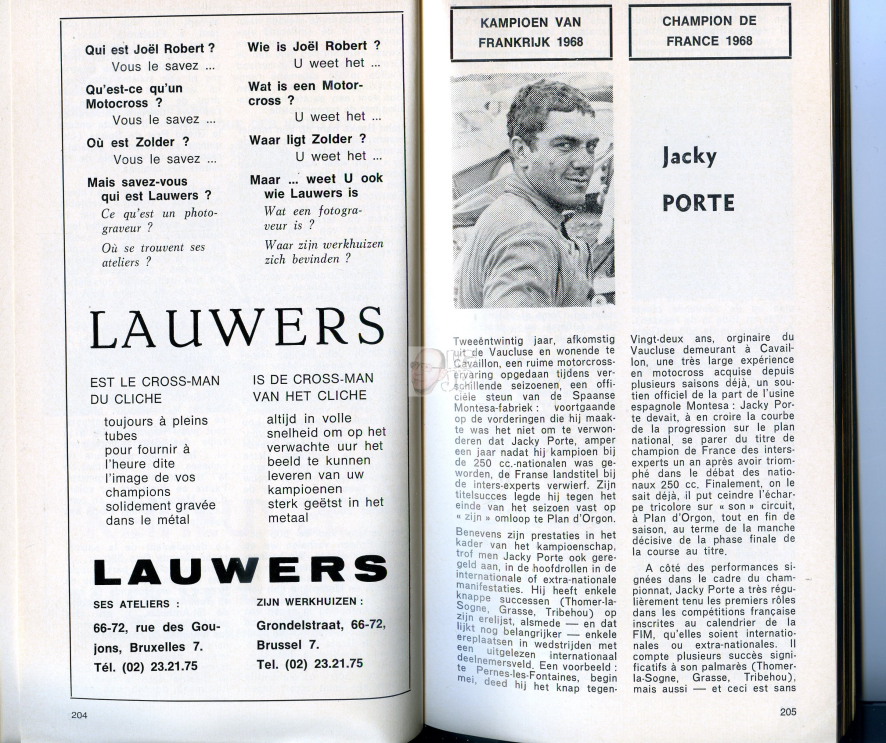 Qui est Joël Robert ?
Vous le savez ...
Qu'est-ce qu'un
Motocross ?
Vous le savez ...
Où est Zolder ?
Vous le savez ...
Mais savez-vous
qui est Lauwers ?
Ce qu'est un photo-
graveur ?
Où se trouvent ses
ateliers ?
Wie is Joël Robert ?
U weet het ...
Wat is een Motor-
cross ?
U weet het ...
Waar ligt Zolder ?
U weet het ...
Maar ... weet U ook
wie Lauwers is
Wat een fotogra-
veur is ?
Waar zijn werkhuizen
zich bevinden ?
LAUWERS
EST LE CROSS-MAN
DU CLICHE
toujours à pleins
tubes
pour fournir à
l'heure dite
l'image de vos
champions
solidement gravée
dans le métal
IS DE CROSS-MAN
VAN HET CLICHE
altijd in volle
snelheid om op het
verwachte uur het
beeld te kunnen
leveren van uw
kampioenen
sterk geëtst in het
metaal
LAUWERS
SES ATELIERS :
66-72, rue des Gou-
jons, Bruxelles 7.
Tél. (02) 23.21.75
ZIJN WERKHUIZEN :
Grondelstraat, 66-72,
Brussel 7.
Tel. (02) 23.21.75
204
KAMPIOEN VAN
FRANKRIJK 1968
CHAMPION DE
FRANCE 1968
Jacky
PORTE
Tweeëntwintig jaar, afkomstig
uit de Vaucluse en wonende te
Cavaillon, een ruime motorcross-
ervaring opgedaan tijdens ver-
schillende seizoenen, een offi-
ciële steun van de Spaanse
Montesa-fabriek : voortgaande
op de vorderingen die hij maak-
te was het niet om te verwon-
deren dat Jacky Porte, amper
een jaar nadat hij kampioen bij
de 250 cc.-nationalen was ge-
worden, de Franse landstitel bij
de inters-experts verwierf. Zijn
titelsucces legde hij tegen het
einde van het seizoen vast op
« zijn » omloop te Plan d'Orgon.
Benevens zijn prestaties in het
kader van het kampioenschap,
trof men Jacky Porte ook gere-
geld aan, in de hoofdrollen in de
internationale of extra-nationale
manifestaties. Hij heeft enkele
knappe successen (Thomer-la-
Sogne, Grasse, Tribehou) op
zijn erelijst, alsmede — en dat
lijkt nog belangrijker — enkele
ereplaatsen in wedstrijden met
een uitgelezen internationaal
deelnemersveld. Een voorbeeld :
te Pernes-les-Fontaines, begin
mei, deed hij het knap tegen-
Vingt-deux ans, orginaire du
Vaucluse demeurant à Cavail-
lon, une très large expérience
en motocross acquise depuis
plusieurs saisons déjà, un sou-
tien officiel de la part de l'usine
espagnole Montesa : Jacky Por-
te devait, à en croire la courbe
de la progression sur le plan
national, se parer du titre de
champion de France des inters-
experts un an après avoir triom-
phé dans le débat des natio-
naux 250 cc. Finalement, on le
sait déjà, il put ceindre l'échar-
pe tricolore sur « son » circuit,
à Plan d'Orgon, tout en fin de
saison, au terme de la manche
décisive de la phase finale de
la course au titre.
A côté des performances si-
gnées dans le cadre du cham-
pionnat, Jacky Porte a très régu-
lièrement tenu les premiers rôles
dans les compétitions française
inscrites au calendrier de la
FIM, qu'elles soient internatio-
nales ou extra-nationales. Il
compte plusieurs succès signi-
ficatifs à son palmarès (Thomer-
la-Sogne, Grasse, Tribehou),
mais aussi — et ceci est sans
205